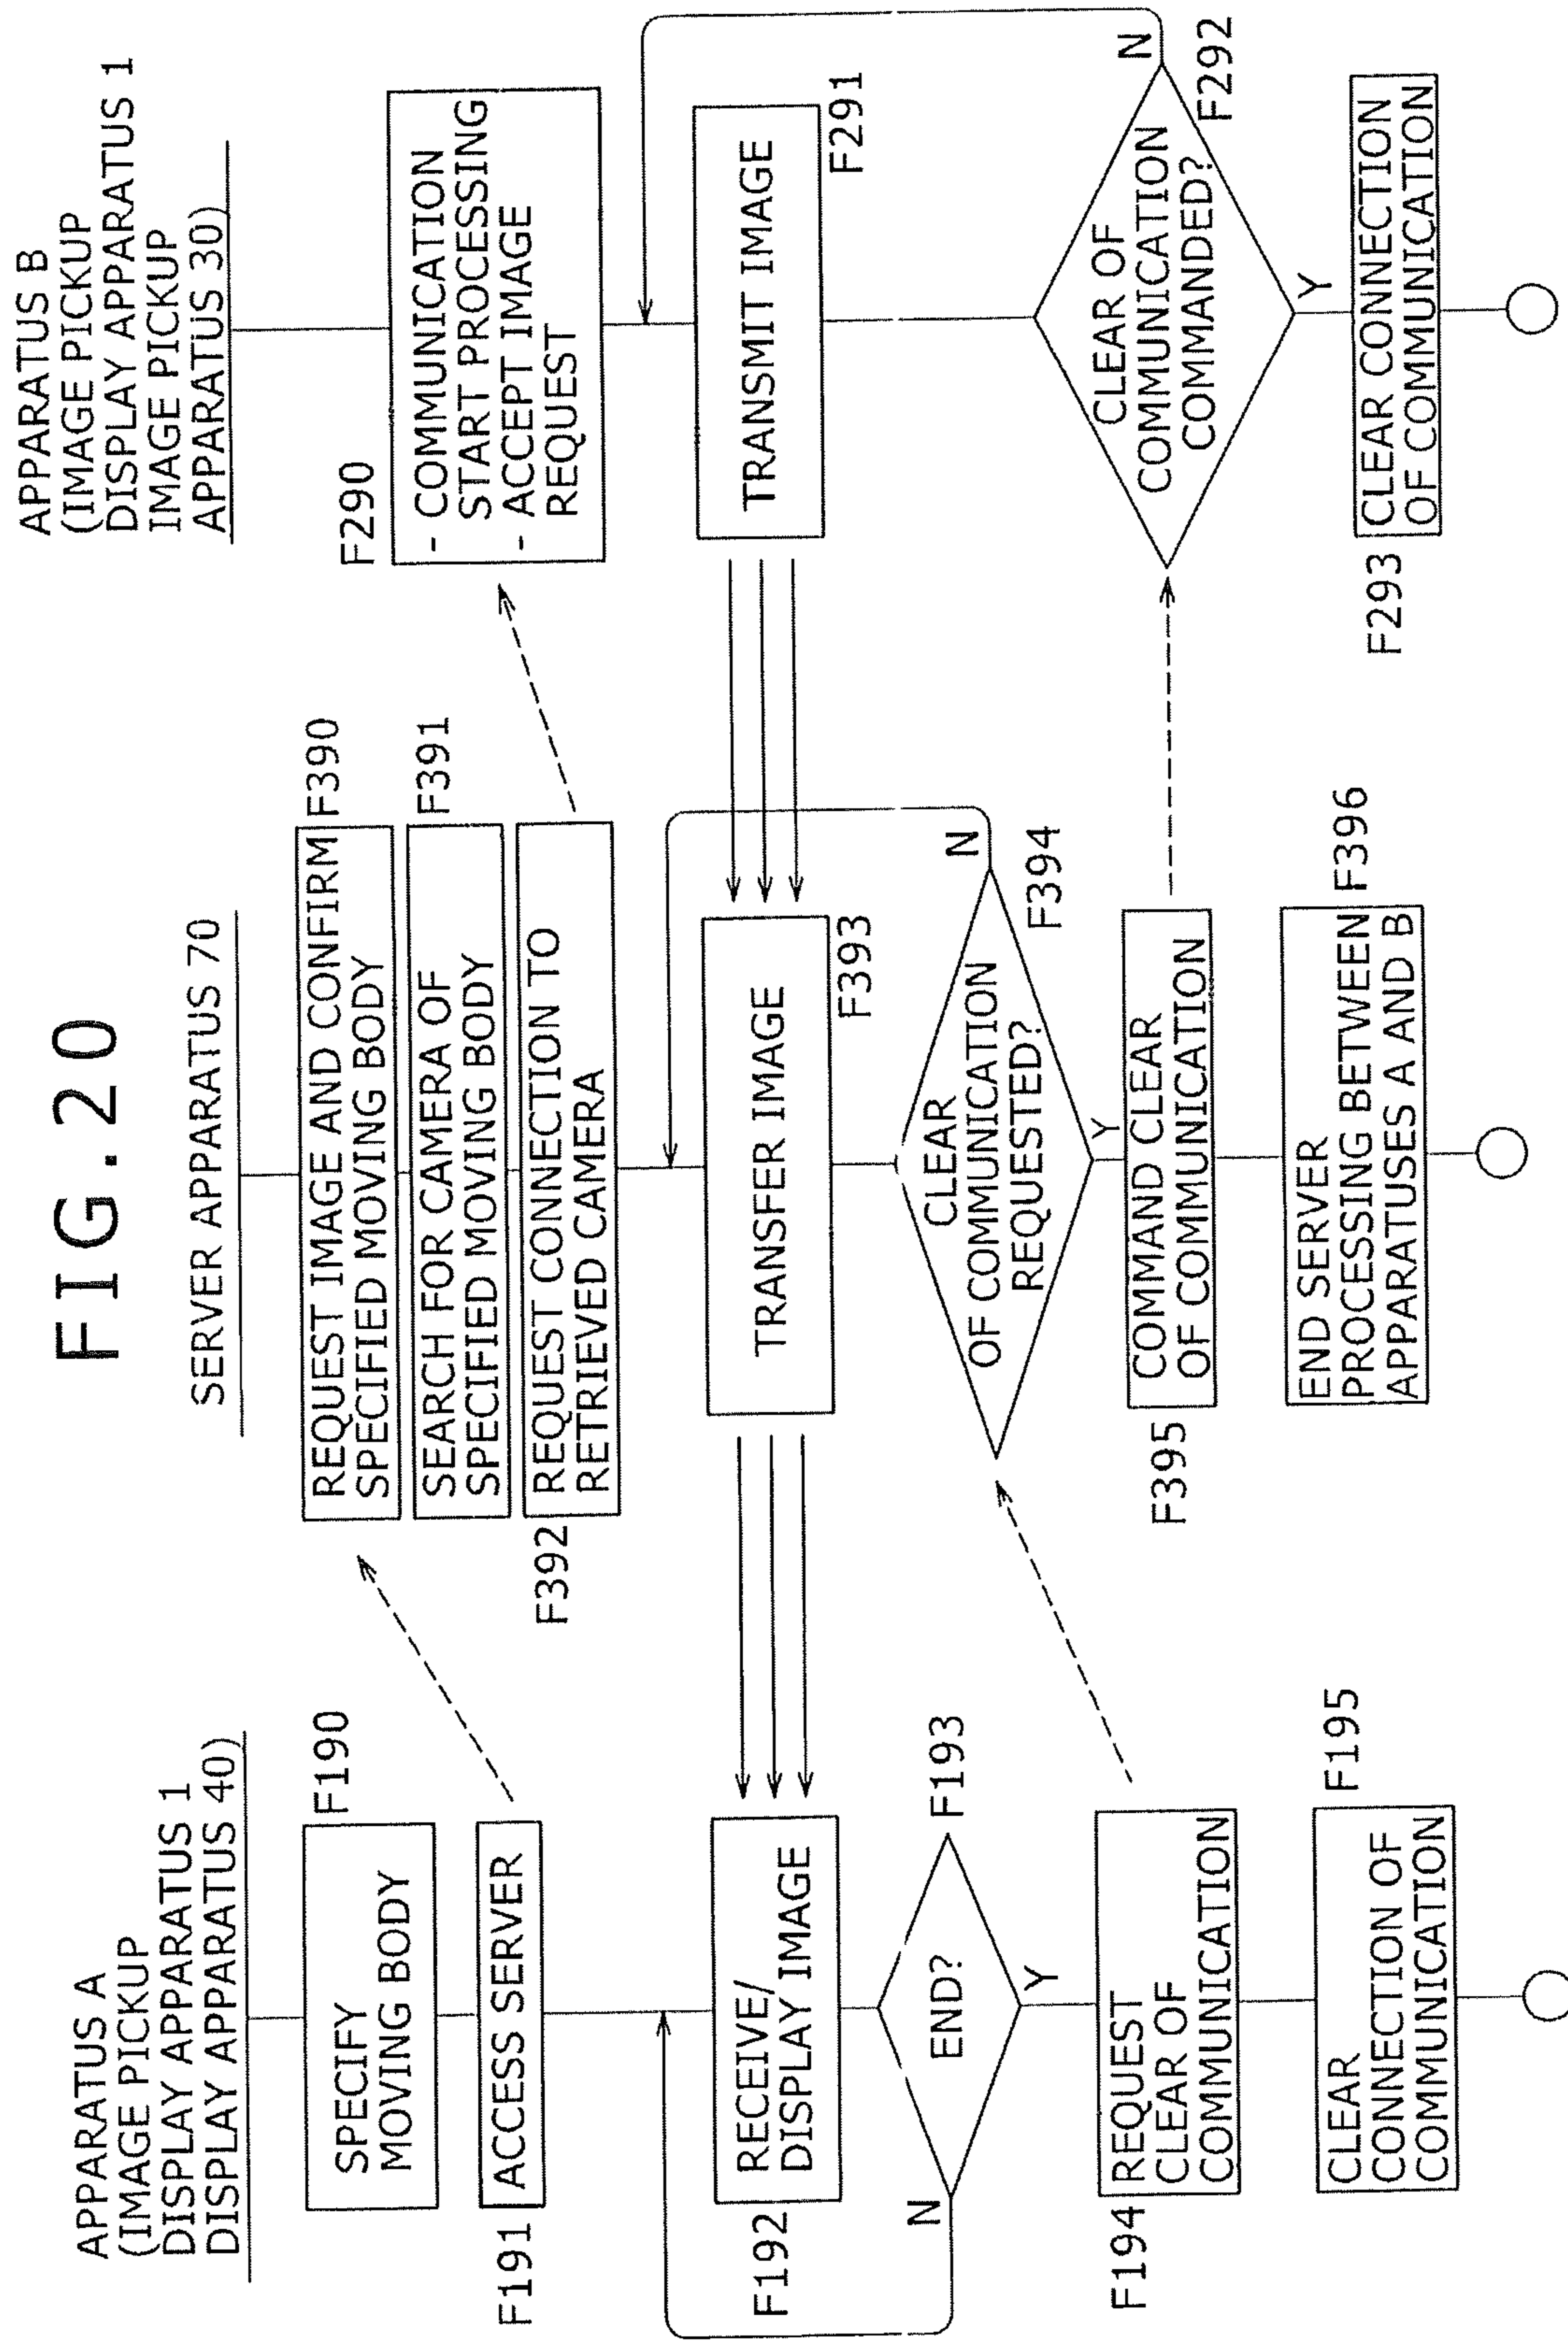 FIG.20
APPARATUS A
(IMAGE PICKUP
DISPLAY APPARATUS 1
DISPLAY APPARATUS 40)
F190
SPECIFY
MOVING BODY
F191
ACCESS SERVER
F192
RECEIVE/
DISPLAY IMAGE
F193
END?
N
Y
F194
REQUEST
CLEAR OF
COMMUNICATION
F195
CLEAR
CONNECTION OF
COMMUNICATION
SERVER APPARATUS 70
REQUEST IMAGE AND CONFIRM
SPECIFIED MOVING BODY
F390
SEARCH FOR CAMERA OF
SPECIFIED MOVING BODY
F391
F392
REQUEST CONNECTION TO
RETRIEVED CAMERA
TRANSFER IMAGE
F393
CLEAR
OF COMMUNICATION
REQUESTED?
N
F394
Y
F395
COMMAND CLEAR
OF COMMUNICATION
END SERVER
PROCESSING BETWEEN
APPARATUSES A AND B
F396
APPARATUS B
(IMAGE PICKUP
DISPLAY APPARATUS 1
IMAGE PICKUP
APPARATUS 30)
F290
- COMMUNICATION
START PROCESSING
- ACCEPT IMAGE
REQUEST
TRANSMIT IMAGE
F291
CLEAR OF
COMMUNICATION
COMMANDED?
N
F292
Y
F293
CLEAR CONNECTION
OF COMMUNICATION